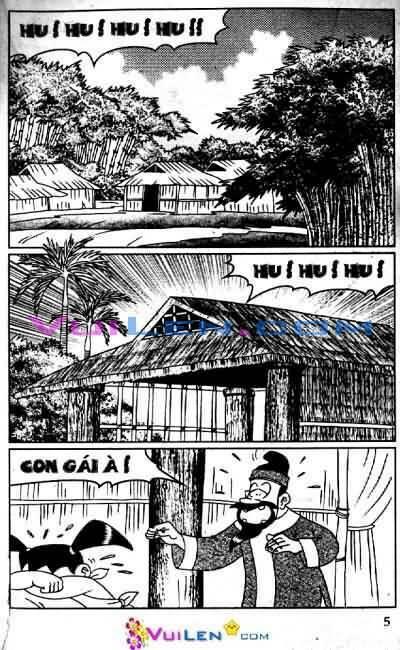 HU ! HU ! HU ! HU !!
HU ! HU ! HU !
VuiLen.com
CON GÁI À !
5
VuiLen.com